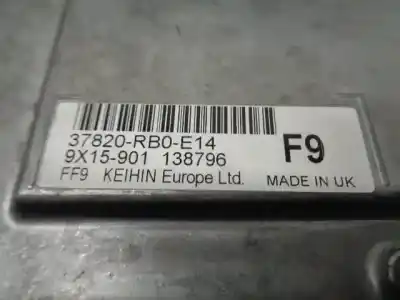 37820-RB0-E14
9X15-901 138796
F9
FF9 KEIHIN Europe Ltd. MADE IN UK